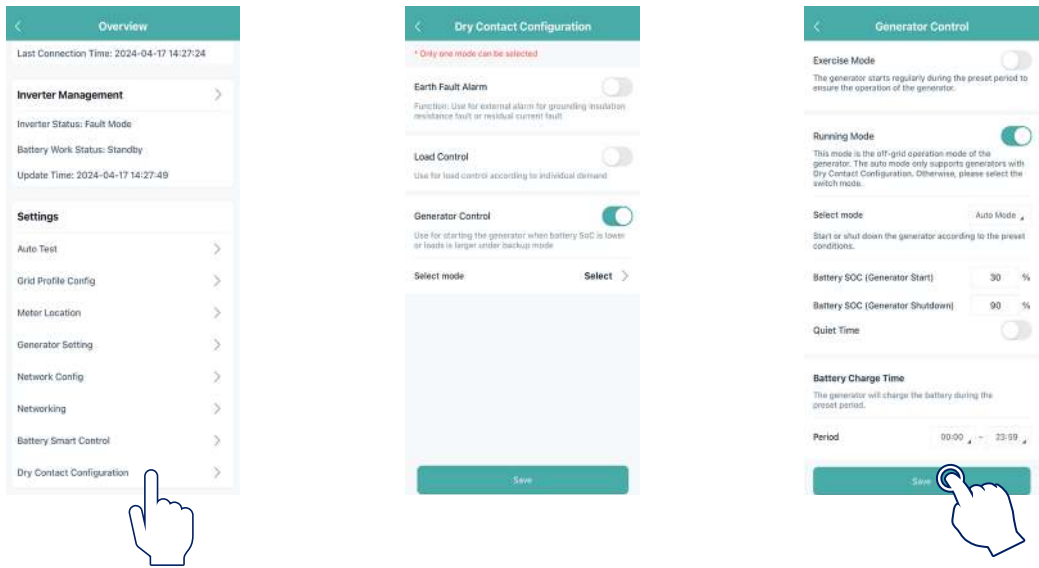 Overview
Last Connection Time: 2024-04-17 14:27:24
Inverter Management
Inverter Status: Fault Mode
Battery Work Status: Standby
Update Time: 2024-04-17 14:27:49
Settings
Auto Test
Grid Profile Config
Meter Location
Generator Setting
Network Config
Networking
Battery Smart Control
Dry Contact Configuration
Dry Contact Configuration
* Only one mode can be selected
Earth Fault Alarm
Function: Use for external alarm for grounding insulation
resistance fault or residual current fault
Load Control
Use for load control according to individual demand
Generator Control
Use for starting the generator when battery SoC is lower
or loads is larger under backup mode
Select mode Select
Save
Generator Control
Exercise Mode
The generator starts regularly during the preset period to
ensure the operation of the generator.
Running Mode
This mode is the off-grid operation mode of the
generator. The auto mode only supports generators with
Dry Contact Configuration. Otherwise, please select the
switch mode.
Select mode Auto Mode
Start or shut down the generator according to the preset
conditions.
Battery SOC (Generator Start) 30 %
Battery SOC (Generator Shutdown) 90 %
Quiet Time
Battery Charge Time
The generator will charge the battery during the
preset period.
Period 00:00 ~ 23:59
Save